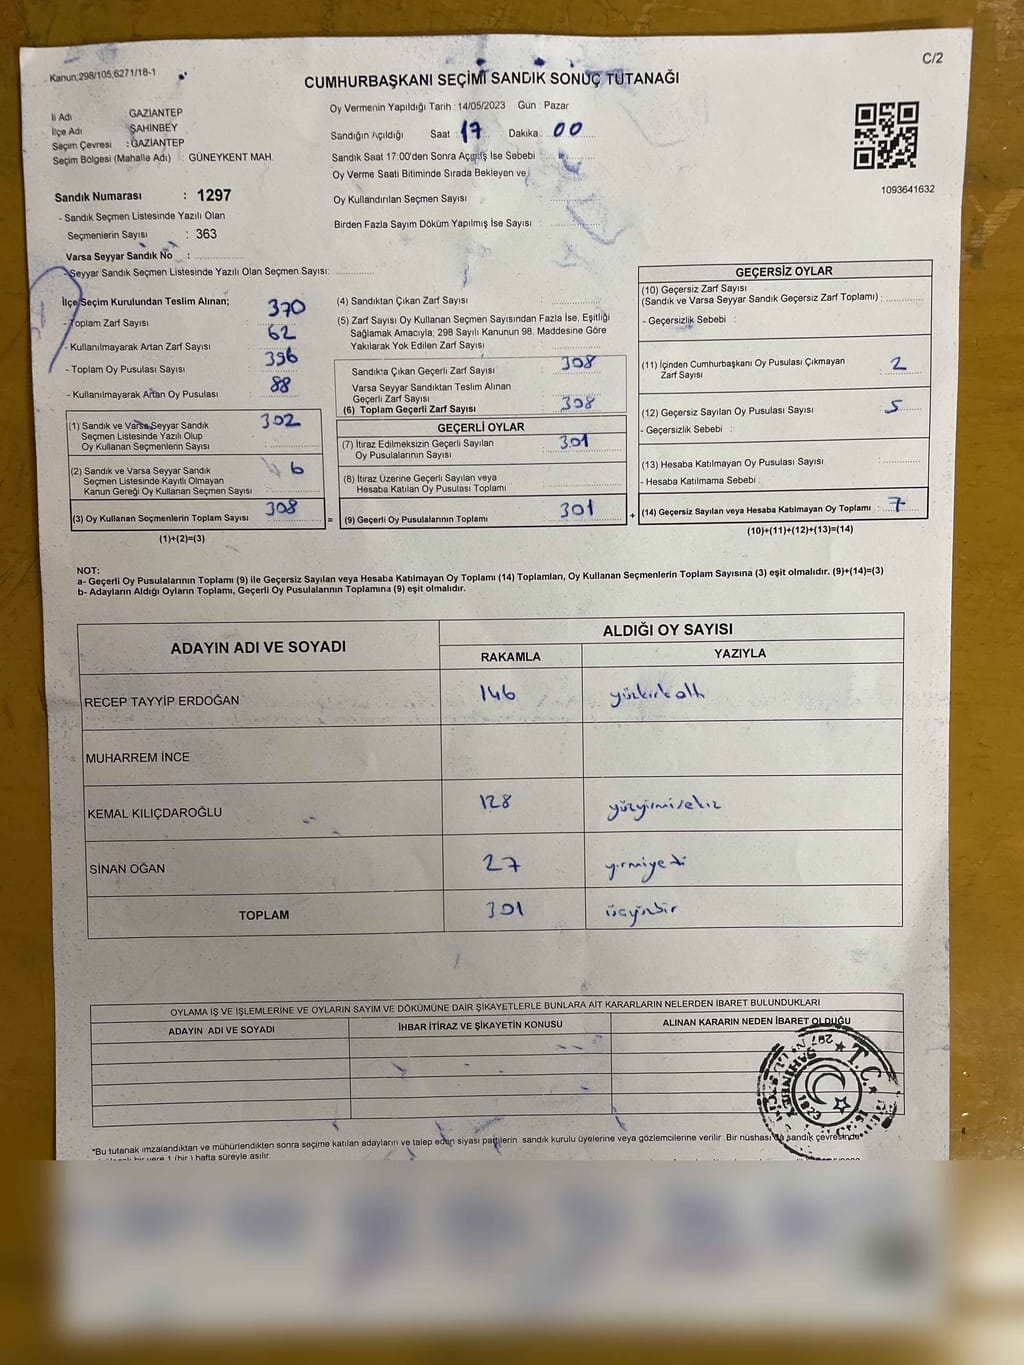 Kanun,298/105,6271/18-1
C/2
CUMHURBAŞKANI SEÇİMİ SANDIK SONUÇ TUTANAĞI
İl Adı GAZİANTEP
İlçe Adı ŞAHİNBEY
Seçim Çevresi : GAZİANTEP
Seçim Bölgesi (Mahalle Adı) : GÜNEYKENT MAH.
Sandık Numarası : 1297
- Sandık Seçmen Listesinde Yazılı Olan
Seçmenlerin Sayısı : 363
Varsa Seyyar Sandık No :
- Seyyar Sandık Seçmen Listesinde Yazılı Olan Seçmen Sayısı:
Oy Vermenin Yapıldığı Tarih : 14/05/2023 Gün : Pazar
Sandığın Açıldığı Saat : 17 Dakika : 00
Sandık Saat 17:00'den Sonra Açılmış İse Sebebi :
Oy Verme Saati Bitiminde Sırada Bekleyen ve
Oy Kullandırılan Seçmen Sayısı :
Birden Fazla Sayım Döküm Yapılmış İse Sayısı :
1093641632
İlçe Seçim Kurulundan Teslim Alınan;
- Toplam Zarf Sayısı 370
- Kullanılmayarak Artan Zarf Sayısı 62
- Toplam Oy Pusulası Sayısı 396
- Kullanılmayarak Artan Oy Pusulası 88
(1) Sandık ve Varsa Seyyar Sandık 302
Seçmen Listesinde Yazılı Olup
Oy Kullanan Seçmenlerin Sayısı :
(2) Sandık ve Varsa Seyyar Sandık 6
Seçmen Listesinde Kayıtlı Olmayan
Kanun Gereği Oy Kullanan Seçmen Sayısı :
(3) Oy Kullanan Seçmenlerin Toplam Sayısı : 308
(1)+(2)=(3)
(4) Sandıktan Çıkan Zarf Sayısı :
(5) Zarf Sayısı Oy Kullanan Seçmen Sayısından Fazla İse, Eşitliği
Sağlamak Amacıyla; 298 Sayılı Kanunun 98. Maddesine Göre
Yakılarak Yok Edilen Zarf Sayısı :
Sandıkta Çıkan Geçerli Zarf Sayısı : 308
Varsa Seyyar Sandıktan Teslim Alınan
Geçerli Zarf Sayısı :
(6) Toplam Geçerli Zarf Sayısı : 308
GEÇERLİ OYLAR
(7) İtiraz Edilmeksizin Geçerli Sayılan : 301
Oy Pusulalarının Sayısı
(8) İtiraz Üzerine Geçerli Sayılan veya
Hesaba Katılan Oy Pusulası Toplamı :
= (9) Geçerli Oy Pusulalarının Toplamı : 301
GEÇERSİZ OYLAR
(10) Geçersiz Zarf Sayısı
(Sandık ve Varsa Seyyar Sandık Geçersiz Zarf Toplamı) :
- Geçersizlik Sebebi :
(11) İçinden Cumhurbaşkanı Oy Pusulası Çıkmayan : 2
Zarf Sayısı
(12) Geçersiz Sayılan Oy Pusulası Sayısı : 5
- Geçersizlik Sebebi :
(13) Hesaba Katılmayan Oy Pusulası Sayısı :
- Hesaba Katılmama Sebebi :
+ (14) Geçersiz Sayılan veya Hesaba Katılmayan Oy Toplamı : 7
(10)+(11)+(12)+(13)=(14)
NOT:
a- Geçerli Oy Pusulalarının Toplamı (9) ile Geçersiz Sayılan veya Hesaba Katılmayan Oy Toplamı (14) Toplamları, Oy Kullanan Seçmenlerin Toplam Sayısına (3) eşit olmalıdır. (9)+(14)=(3)
b- Adayların Aldığı Oyların Toplamı, Geçerli Oy Pusulalarının Toplamına (9) eşit olmalıdır.
ADAYIN ADI VE SOYADI ALDIĞI OY SAYISI
RAKAMLA YAZIYLA
RECEP TAYYİP ERDOĞAN 146 yüzkırkaltı
MUHARREM İNCE
KEMAL KILIÇDAROĞLU 128 yüzyirmisekiz
SİNAN OĞAN 27 yirmiyedi
TOPLAM 301 üçyüzbir
OYLAMA İŞ VE İŞLEMLERİNE VE OYLARIN SAYIM VE DÖKÜMÜNE DAİR ŞİKAYETLERLE BUNLARA AİT KARARLARIN NELERDEN İBARET BULUNDUKLARI
ADAYIN ADI VE SOYADI İHBAR İTİRAZ VE ŞİKAYETİN KONUSU ALINAN KARARIN NEDEN İBARET OLDUĞU
T.C.
*Bu tutanak imzalandıktan ve mühürlendikten sonra seçime katılan adayların ve talep eden siyasi partilerin sandık kurulu üyelerine veya gözlemcilerine verilir .Bir nüshası da sandık çevresinde
bir yere 1 (bir ) hafta süreyle asılır.